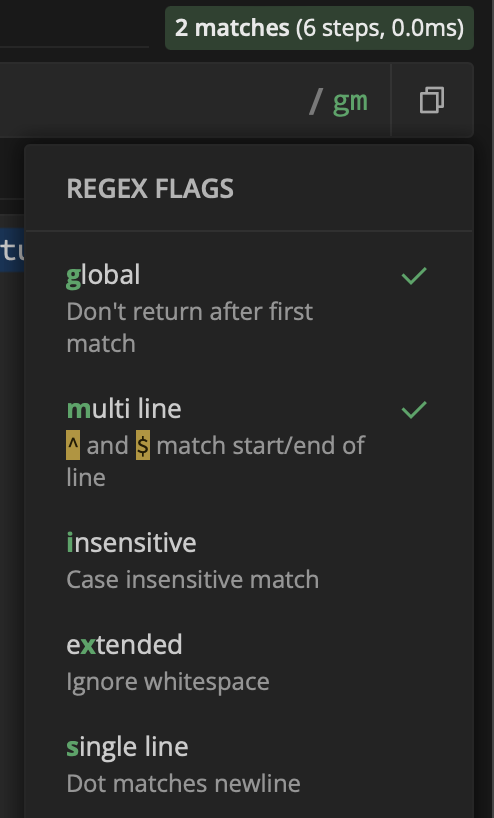 2 matches (6 steps, 0.0ms)
/ gm
REGEX FLAGS
global
Don't return after first
match
multi line
^ and $ match start/end of
line
insensitive
Case insensitive match
extended
Ignore whitespace
single line
Dot matches newline